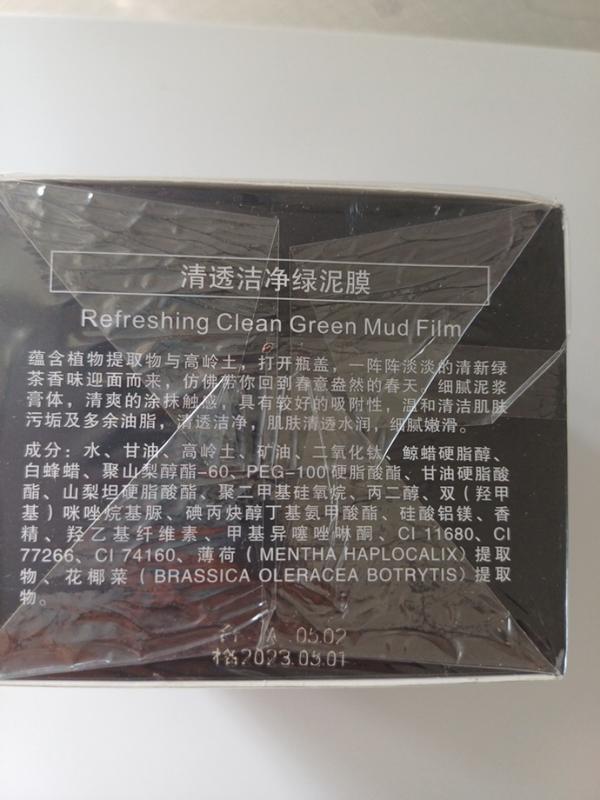 清透洁净绿泥膜
Refreshing Clean Green Mud Film
蕴含植物提取物与高岭土，打开瓶盖，一阵阵淡淡的清新绿
茶香味迎面而来，仿佛带你回到春意盎然的春天，细腻泥浆
膏体，清爽的涂抹触感，具有较好的吸附性，温和清洁肌肤
污垢及多余油脂，清透洁净，肌肤清透水润，细腻嫩滑。
成分：水、甘油、高岭土、矿油、二氧化钛、鲸蜡硬脂醇、
白蜂蜡、聚山梨醇酯-60、PEG-100硬脂酸酯、甘油硬脂酸
酯、山梨坦硬脂酸酯、聚二甲基硅氧烷、丙二醇、双（羟甲
基）咪唑烷基脲、碘丙炔醇丁基氨甲酸酯、硅酸铝镁、香
精、羟乙基纤维素、甲基异噻唑啉酮、CI 11680、CI
77266、CI 74160、薄荷（MENTHA HAPLOCALIX）提取
物、花椰菜（BRASSICA OLERACEA BOTRYTIS）提取
物。
03.02
格2023.03.01